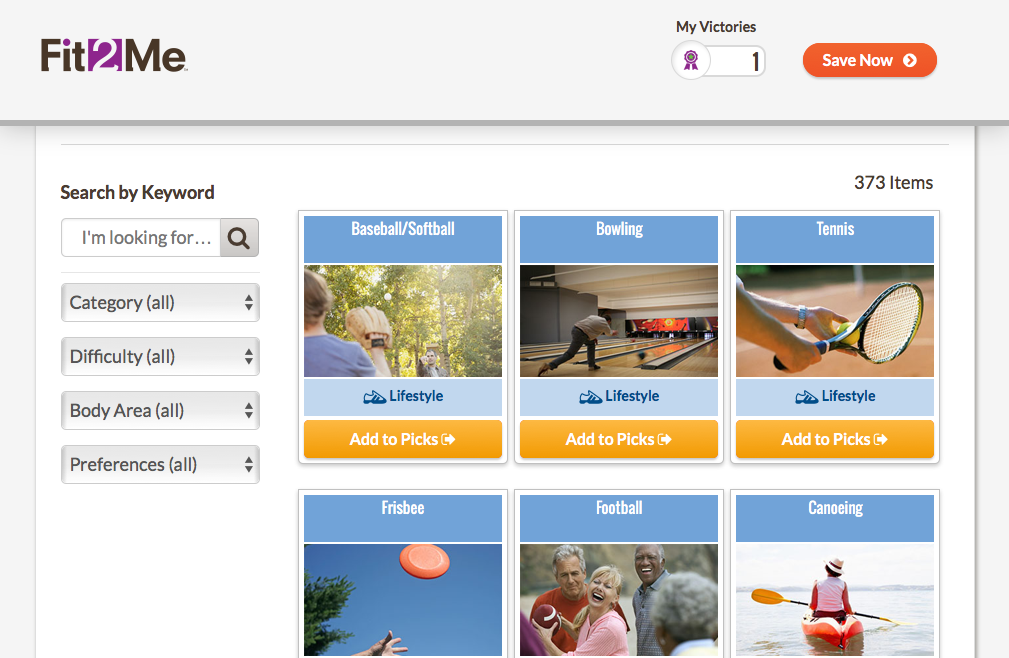 My Victories
Fit2Me
1
Save Now
373 Items
Search by Keyword
I'm looking for...
Category (all)
Difficulty (all)
Body Area (all)
Preferences (all)
Baseball/Softball
Lifestyle
Add to Picks
Bowling
Lifestyle
Add to Picks
Tennis
Lifestyle
Add to Picks
Frisbee
Football
Canoeing